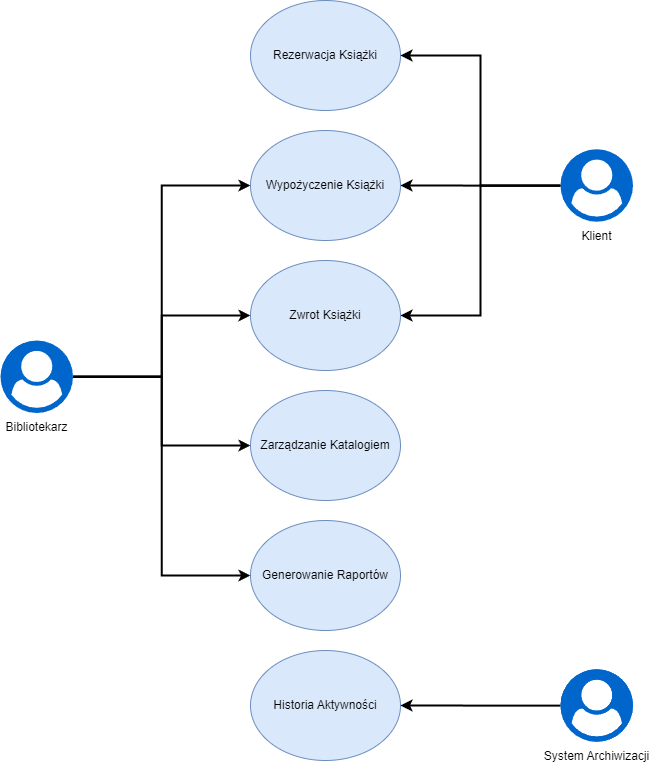 Rezerwacja Książki
Wypożyczenie Książki
Klient
Zwrot Książki
Bibliotekarz
Zarządzanie Katalogiem
Generowanie Raportów
Historia Aktywności
System Archiwizacji